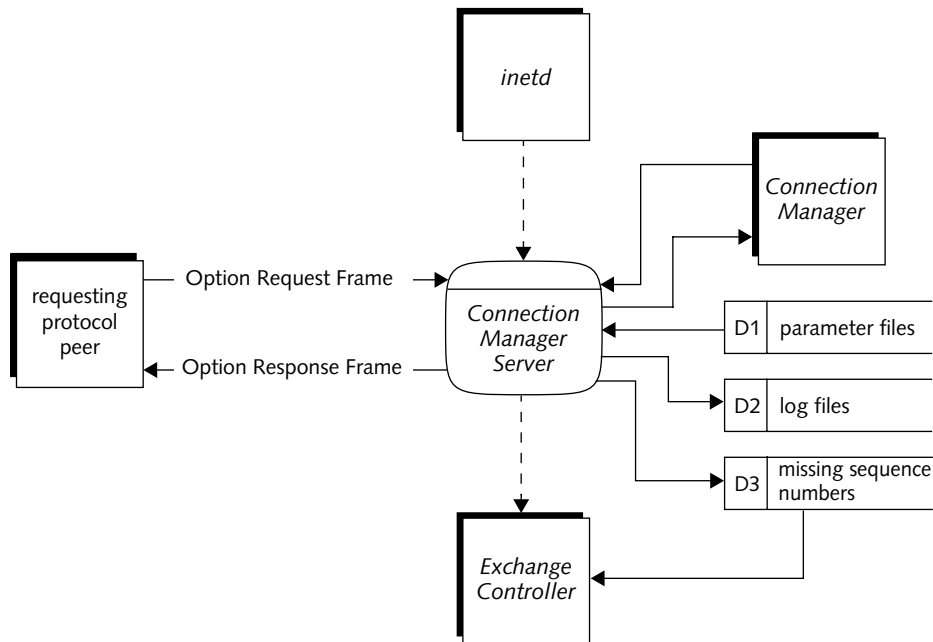 inetd
Connection
Manager
requesting
protocol
peer
Option Request Frame
Option Response Frame
Connection
Manager
Server
D1 parameter files
D2 log files
D3 missing sequence
numbers
Exchange
Controller